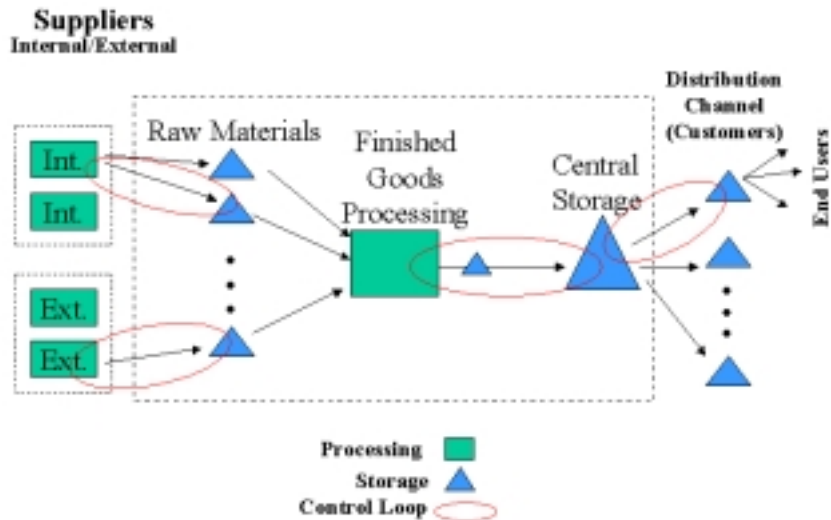 Suppliers
Internal/External
Raw Materials
Finished
Goods
Processing
Central
Storage
Distribution
Channel
(Customers)
End Users
Int.
Int.
Ext.
Ext.
Processing
Storage
Control Loop